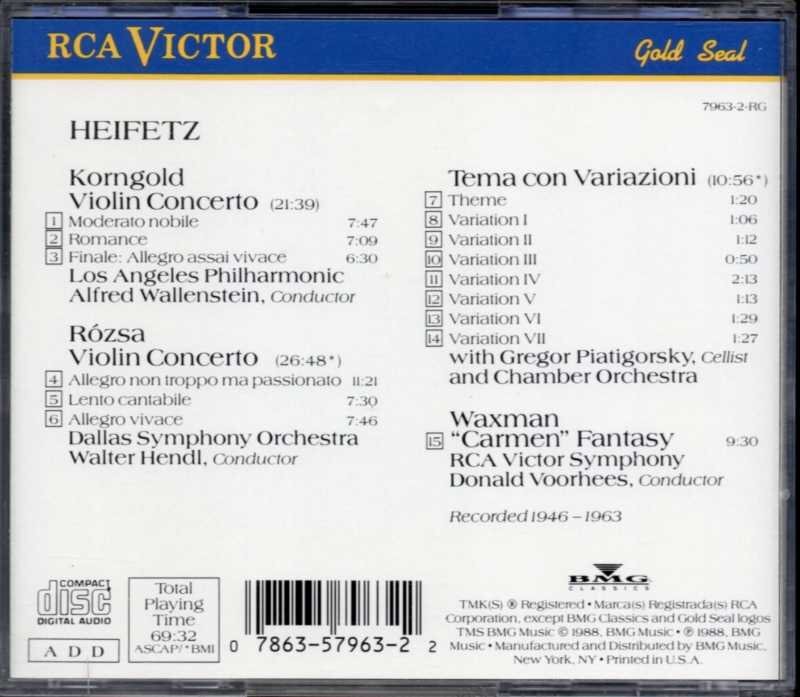 RCA VICTOR
Gold Seal
7963-2-RG
HEIFETZ
Korngold
Violin Concerto (21:39)
1 Moderato nobile 7:47
2 Romance 7:09
3 Finale: Allegro assai vivace 6:30
Los Angeles Philharmonic
Alfred Wallenstein, Conductor
Rózsa
Violin Concerto (26:48*)
4 Allegro non troppo ma passionato 11:21
5 Lento cantabile 7:30
6 Allegro vivace 7:46
Dallas Symphony Orchestra
Walter Hendl, Conductor
Tema con Variazioni (10:56*)
7 Theme 1:20
8 Variation I 1:06
9 Variation II 1:12
10 Variation III 0:50
11 Variation IV 2:13
12 Variation V 1:13
13 Variation VI 1:29
14 Variation VII 1:27
with Gregor Piatigorsky, Cellist
and Chamber Orchestra
Waxman
15 "Carmen" Fantasy 9:30
RCA Victor Symphony
Donald Voorhees, Conductor
Recorded 1946–1963
COMPACT
disc
DIGITAL AUDIO
A D D
Total
Playing
Time
69:32
ASCAP/*BMI
0 7863-57963-2 2
BMG
CLASSICS
TMK(S) ® Registered • Marca(s) Registrada(s) RCA
Corporation, except BMG Classics and Gold Seal logos
TMS BMG Music © 1988, BMG Music • ℗ 1988, BMG
Music • Manufactured and Distributed by BMG Music,
New York, NY • Printed in U.S.A.